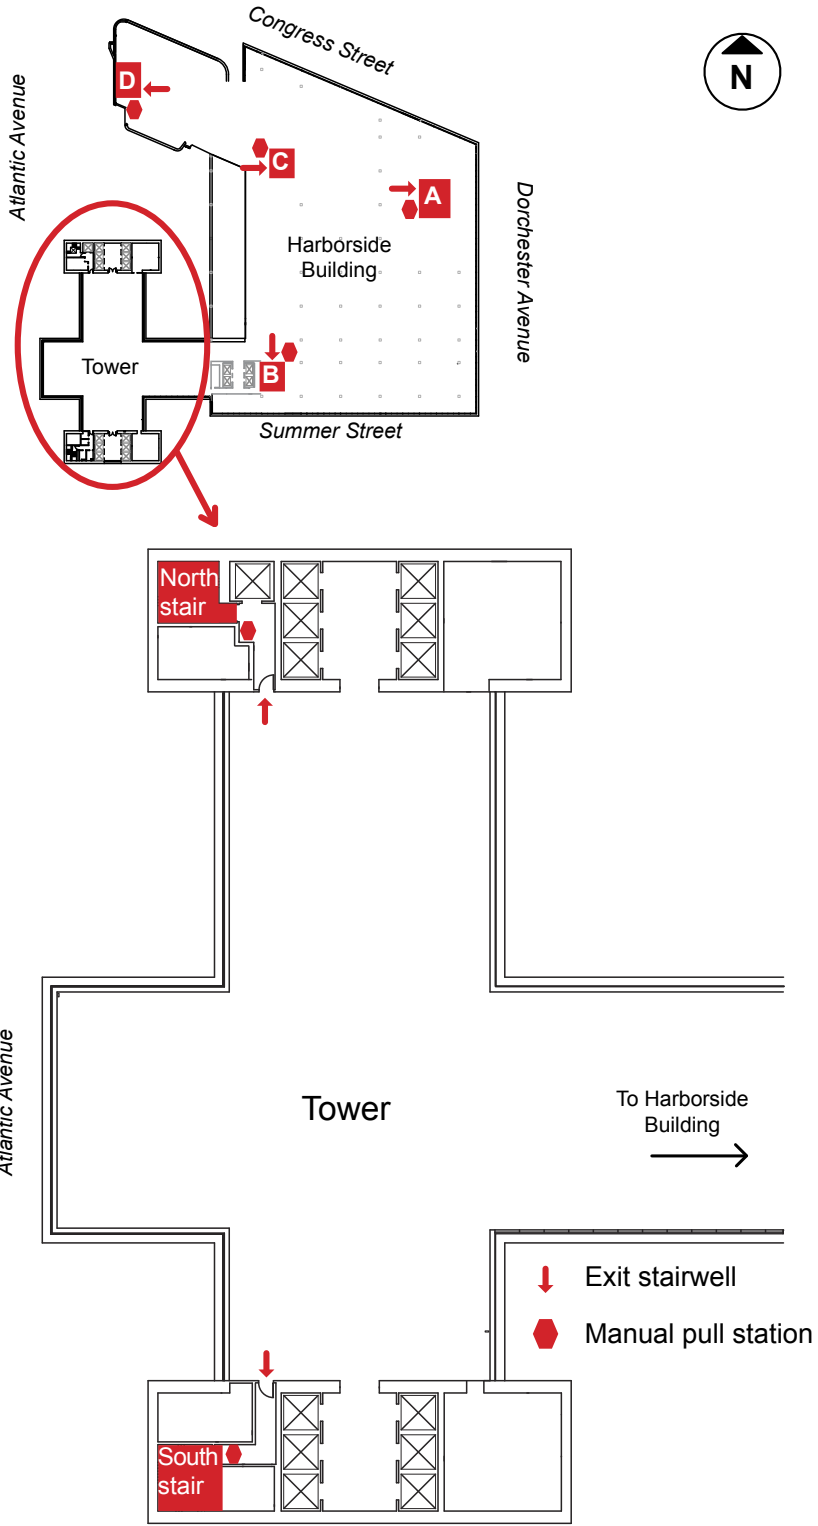 Congress Street
N
D
Atlantic Avenue
C
A
Dorchester Avenue
Harborside
Building
Tower
B
Summer Street
North
stair
Atlantic Avenue
Tower
To Harborside
Building
Exit stairwell
Manual pull station
South
stair